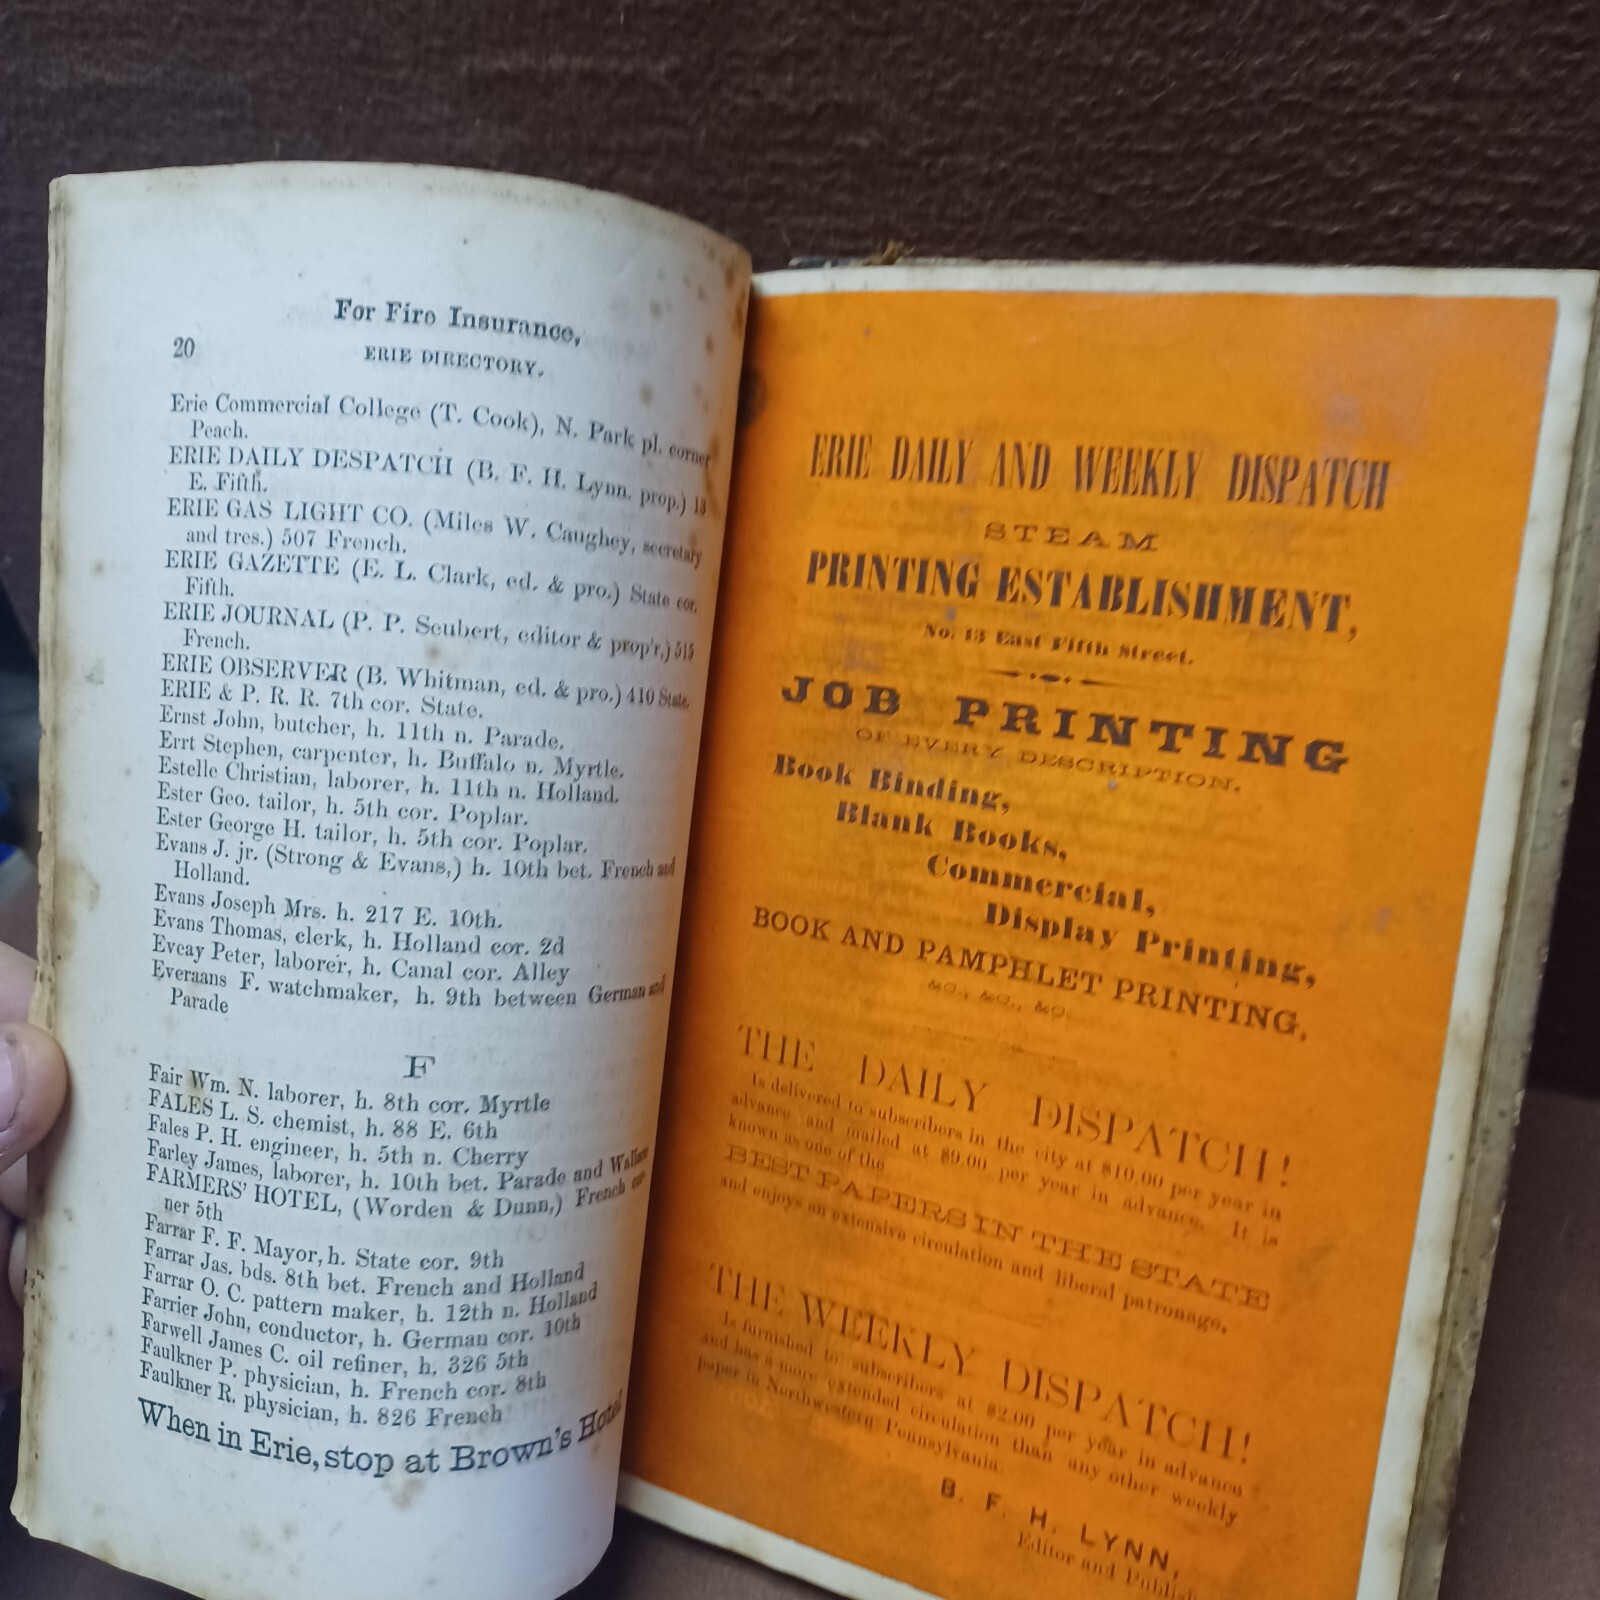 For Fire Insurance,
20 ERIE DIRECTORY.
Erie Commercial College (T. Cook), N. Park pl. corner
Peach.
ERIE DAILY DESPATCH (B. F. H. Lynn, prop.) 13
E. Fifth.
ERIE GAS LIGHT CO. (Miles W. Caughey, secretary
and tres.) 507 French.
ERIE GAZETTE (E. L. Clark, ed. & pro.) State cor.
Fifth.
ERIE JOURNAL (P. P. Scubert, editor & prop'r,) 515
French.
ERIE OBSERVER (B. Whitman, ed. & pro.) 410 State.
ERIE & P. R. R. 7th cor. State.
Ernst John, butcher, h. 11th n. Parade.
Errt Stephen, carpenter, h. Buffalo n. Myrtle.
Estelle Christian, laborer, h. 11th n. Holland.
Ester Geo. tailor, h. 5th cor. Poplar.
Ester George H. tailor, h. 5th cor. Poplar.
Evans J. jr. (Strong & Evans,) h. 10th bet. French and
Holland.
Evans Joseph Mrs. h. 217 E. 10th.
Evans Thomas, clerk, h. Holland cor. 2d
Evcay Peter, laborer, h. Canal cor. Alley
Everaans F. watchmaker, h. 9th between German and
Parade
F
Fair Wm. N. laborer, h. 8th cor. Myrtle
FALES L. S. chemist, h. 88 E. 6th
Fales P. H. engineer, h. 5th n. Cherry
Farley James, laborer, h. 10th bet. Parade and Wallace
FARMERS' HOTEL, (Worden & Dunn,) French cor
ner 5th
Farrar F. F. Mayor, h. State cor. 9th
Farrar Jas. bds. 8th bet. French and Holland
Farrar O. C. pattern maker, h. 12th n. Holland
Farrier John, conductor, h. German cor. 10th
Farwell James C. oil refiner, h. 326 5th
Faulkner P. physician, h. French cor. 8th
Faulkner R. physician, h. 826 French
When in Erie, stop at Brown's Hotel
ERIE DAILY AND WEEKLY DISPATCH
STEAM
PRINTING ESTABLISHMENT,
No. 13 East Fifth Street.
JOB PRINTING
OF EVERY DESCRIPTION.
Book Binding,
Blank Books,
Commercial,
Display Printing,
BOOK AND PAMPHLET PRINTING,
&C., &C., &C.
THE DAILY DISPATCH!
Is delivered to subscribers in the city at $10.00 per year in
advance and mailed at $9.00 per year in advance. It is
known as one of the
BEST PAPERS IN THE STATE
and enjoys an extensive circulation and liberal patronage.
THE WEEKLY DISPATCH!
Is furnished to subscribers at $2.00 per year in advance
and has a more extended circulation than any other weekly
paper in Northwestern Pennsylvania.
B. F. H. LYNN,
Editor and Publis